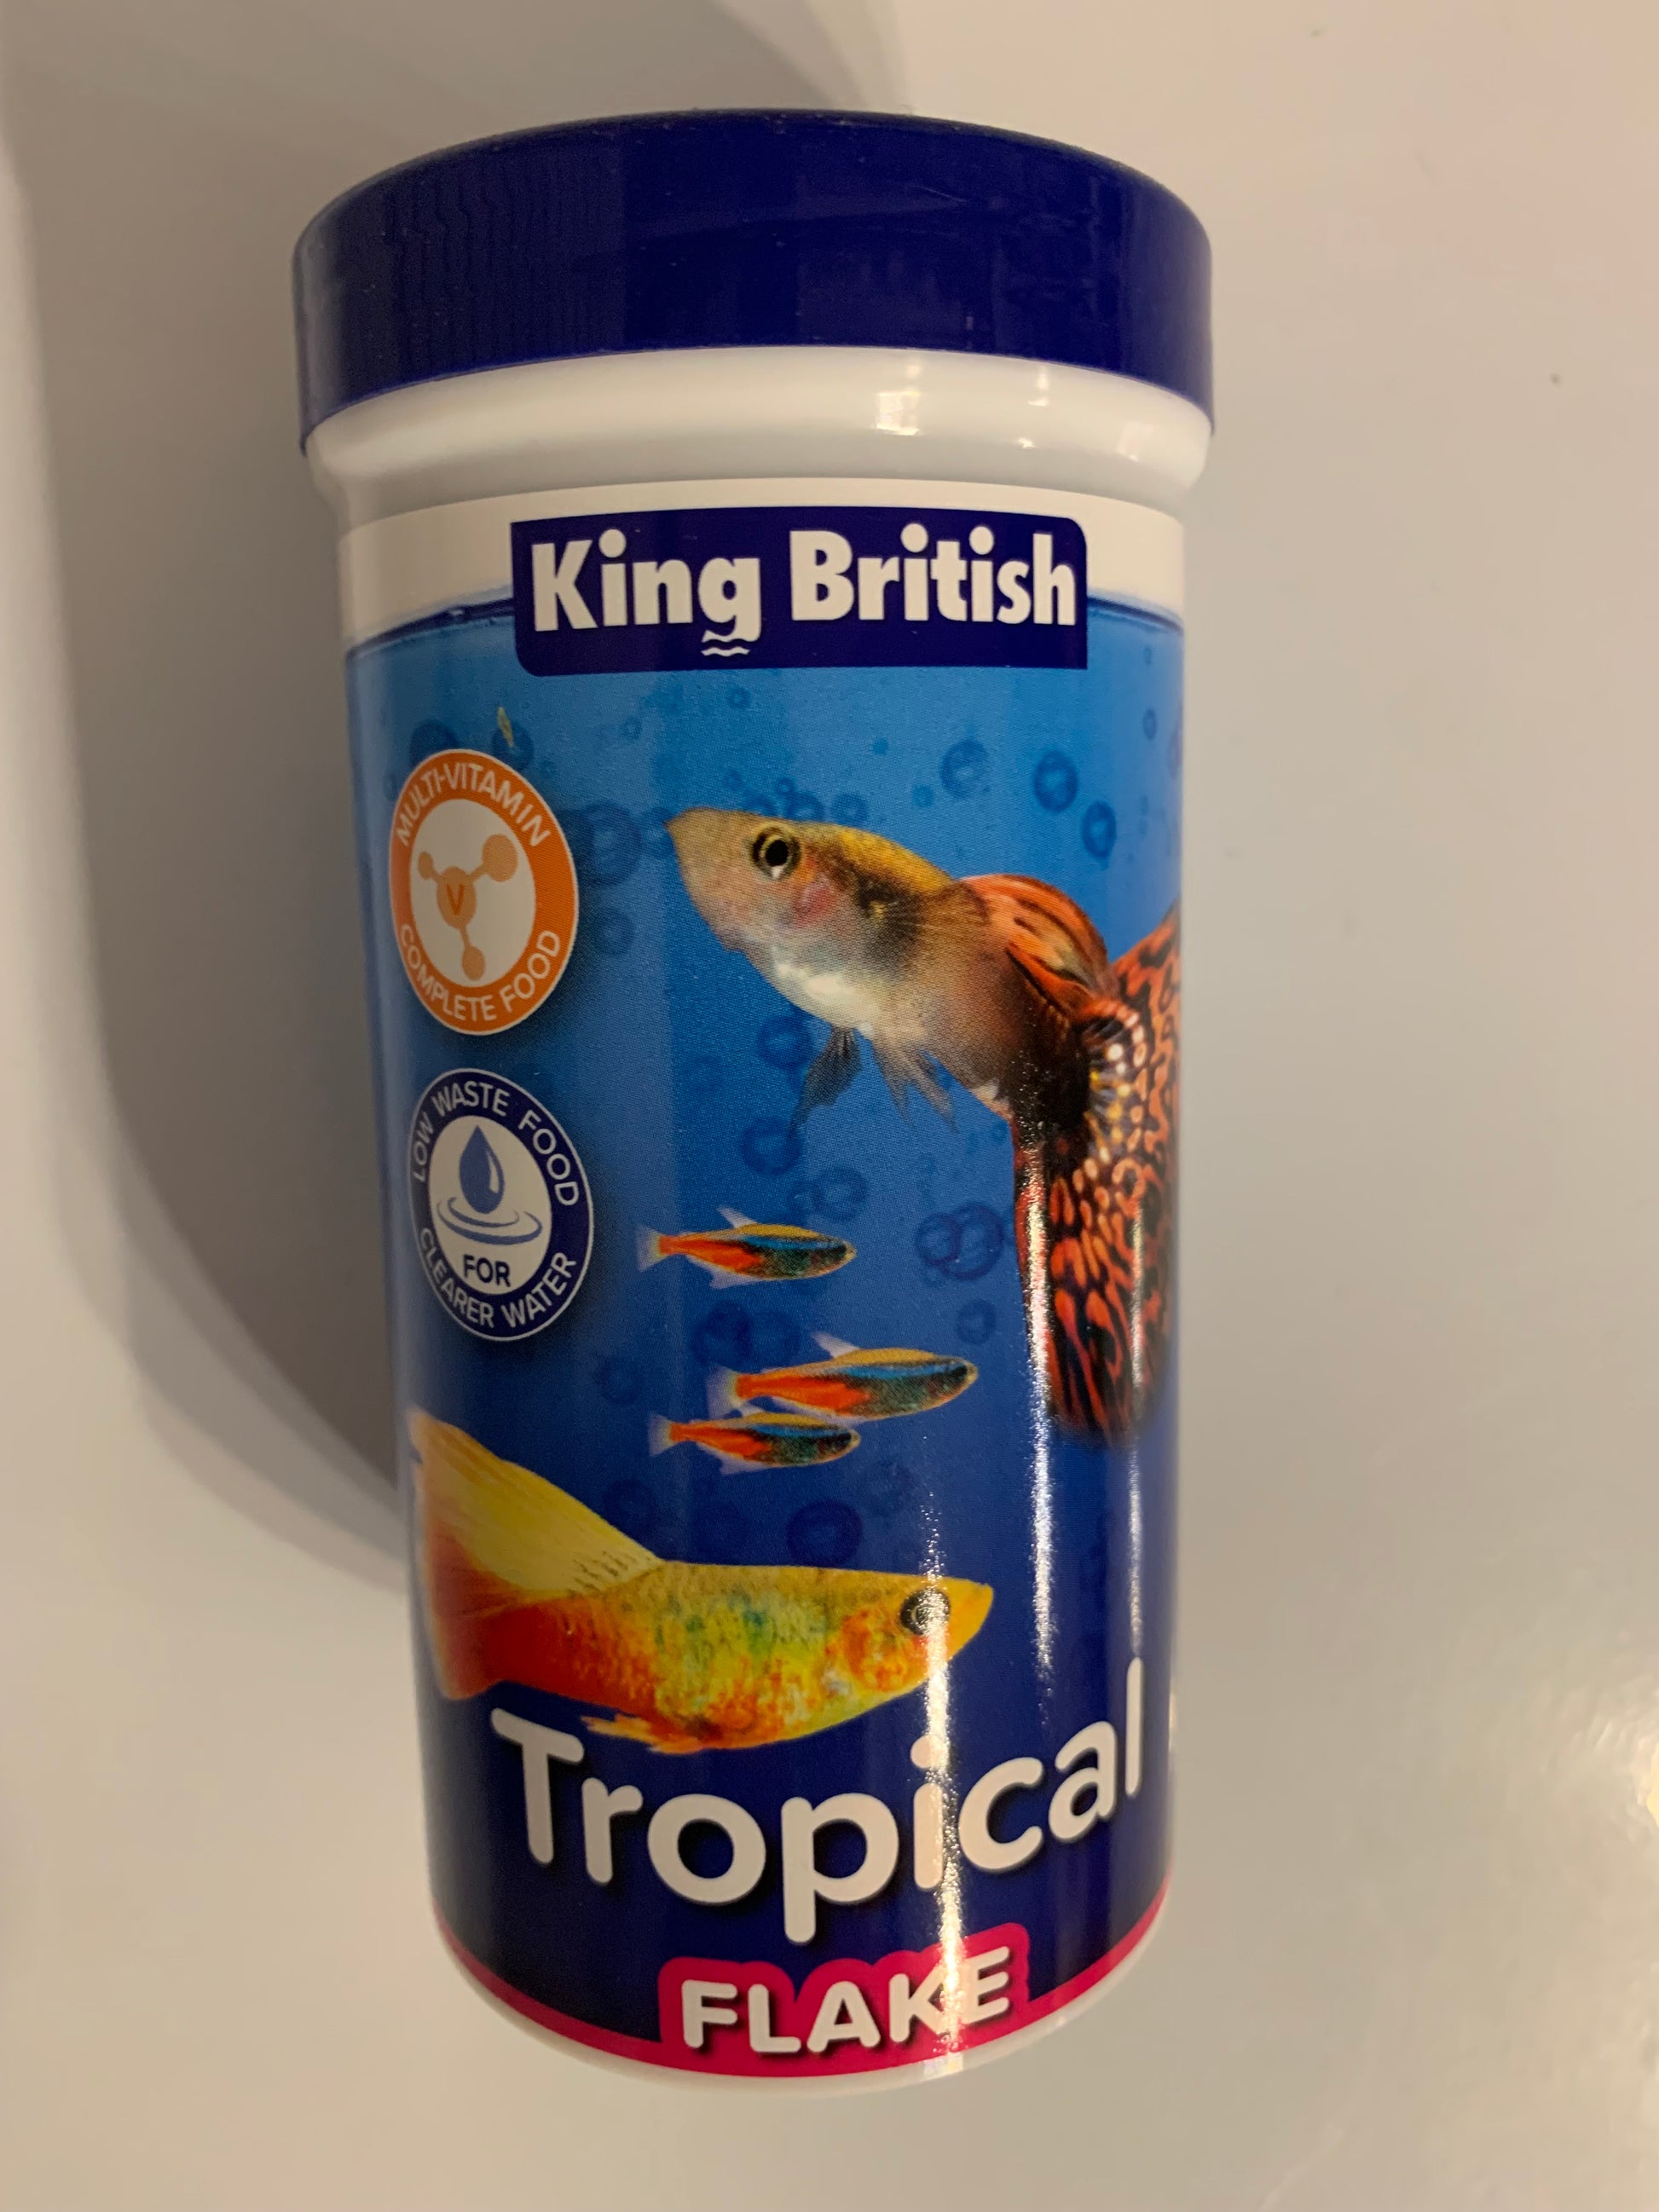 King British
MULTI-VITAMIN
V
COMPLETE FOOD
LOW WASTE FOOD
FOR
CLEARER WATER
Tropical
FLAKE